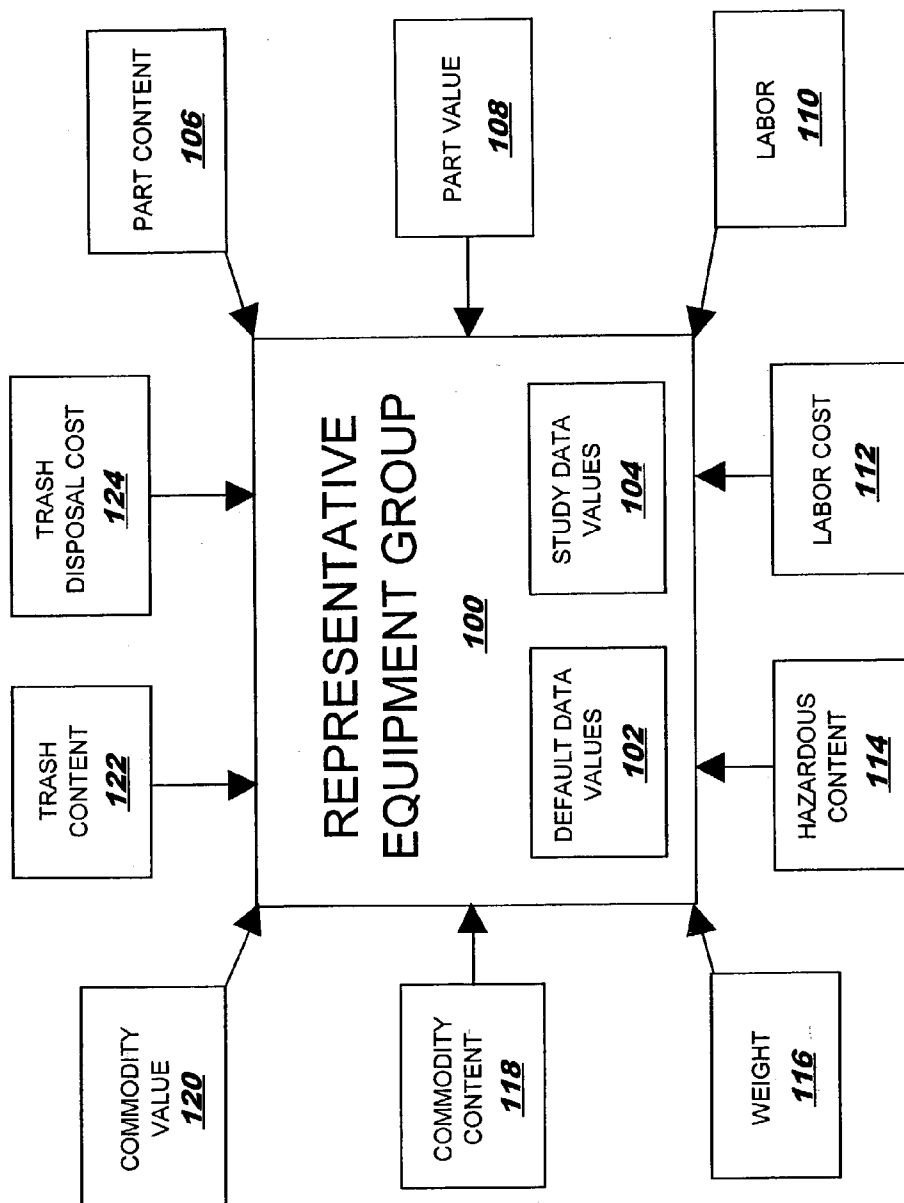 COMMODITY
VALUE
120
TRASH
CONTENT
122
TRASH
DISPOSAL COST
124
PART CONTENT
106
COMMODITY
CONTENT
118
REPRESENTATIVE
EQUIPMENT GROUP
100
DEFAULT DATA
VALUES
102
STUDY DATA
VALUES
104
PART VALUE
108
WEIGHT
116
HAZARDOUS
CONTENT
114
LABOR COST
112
LABOR
110